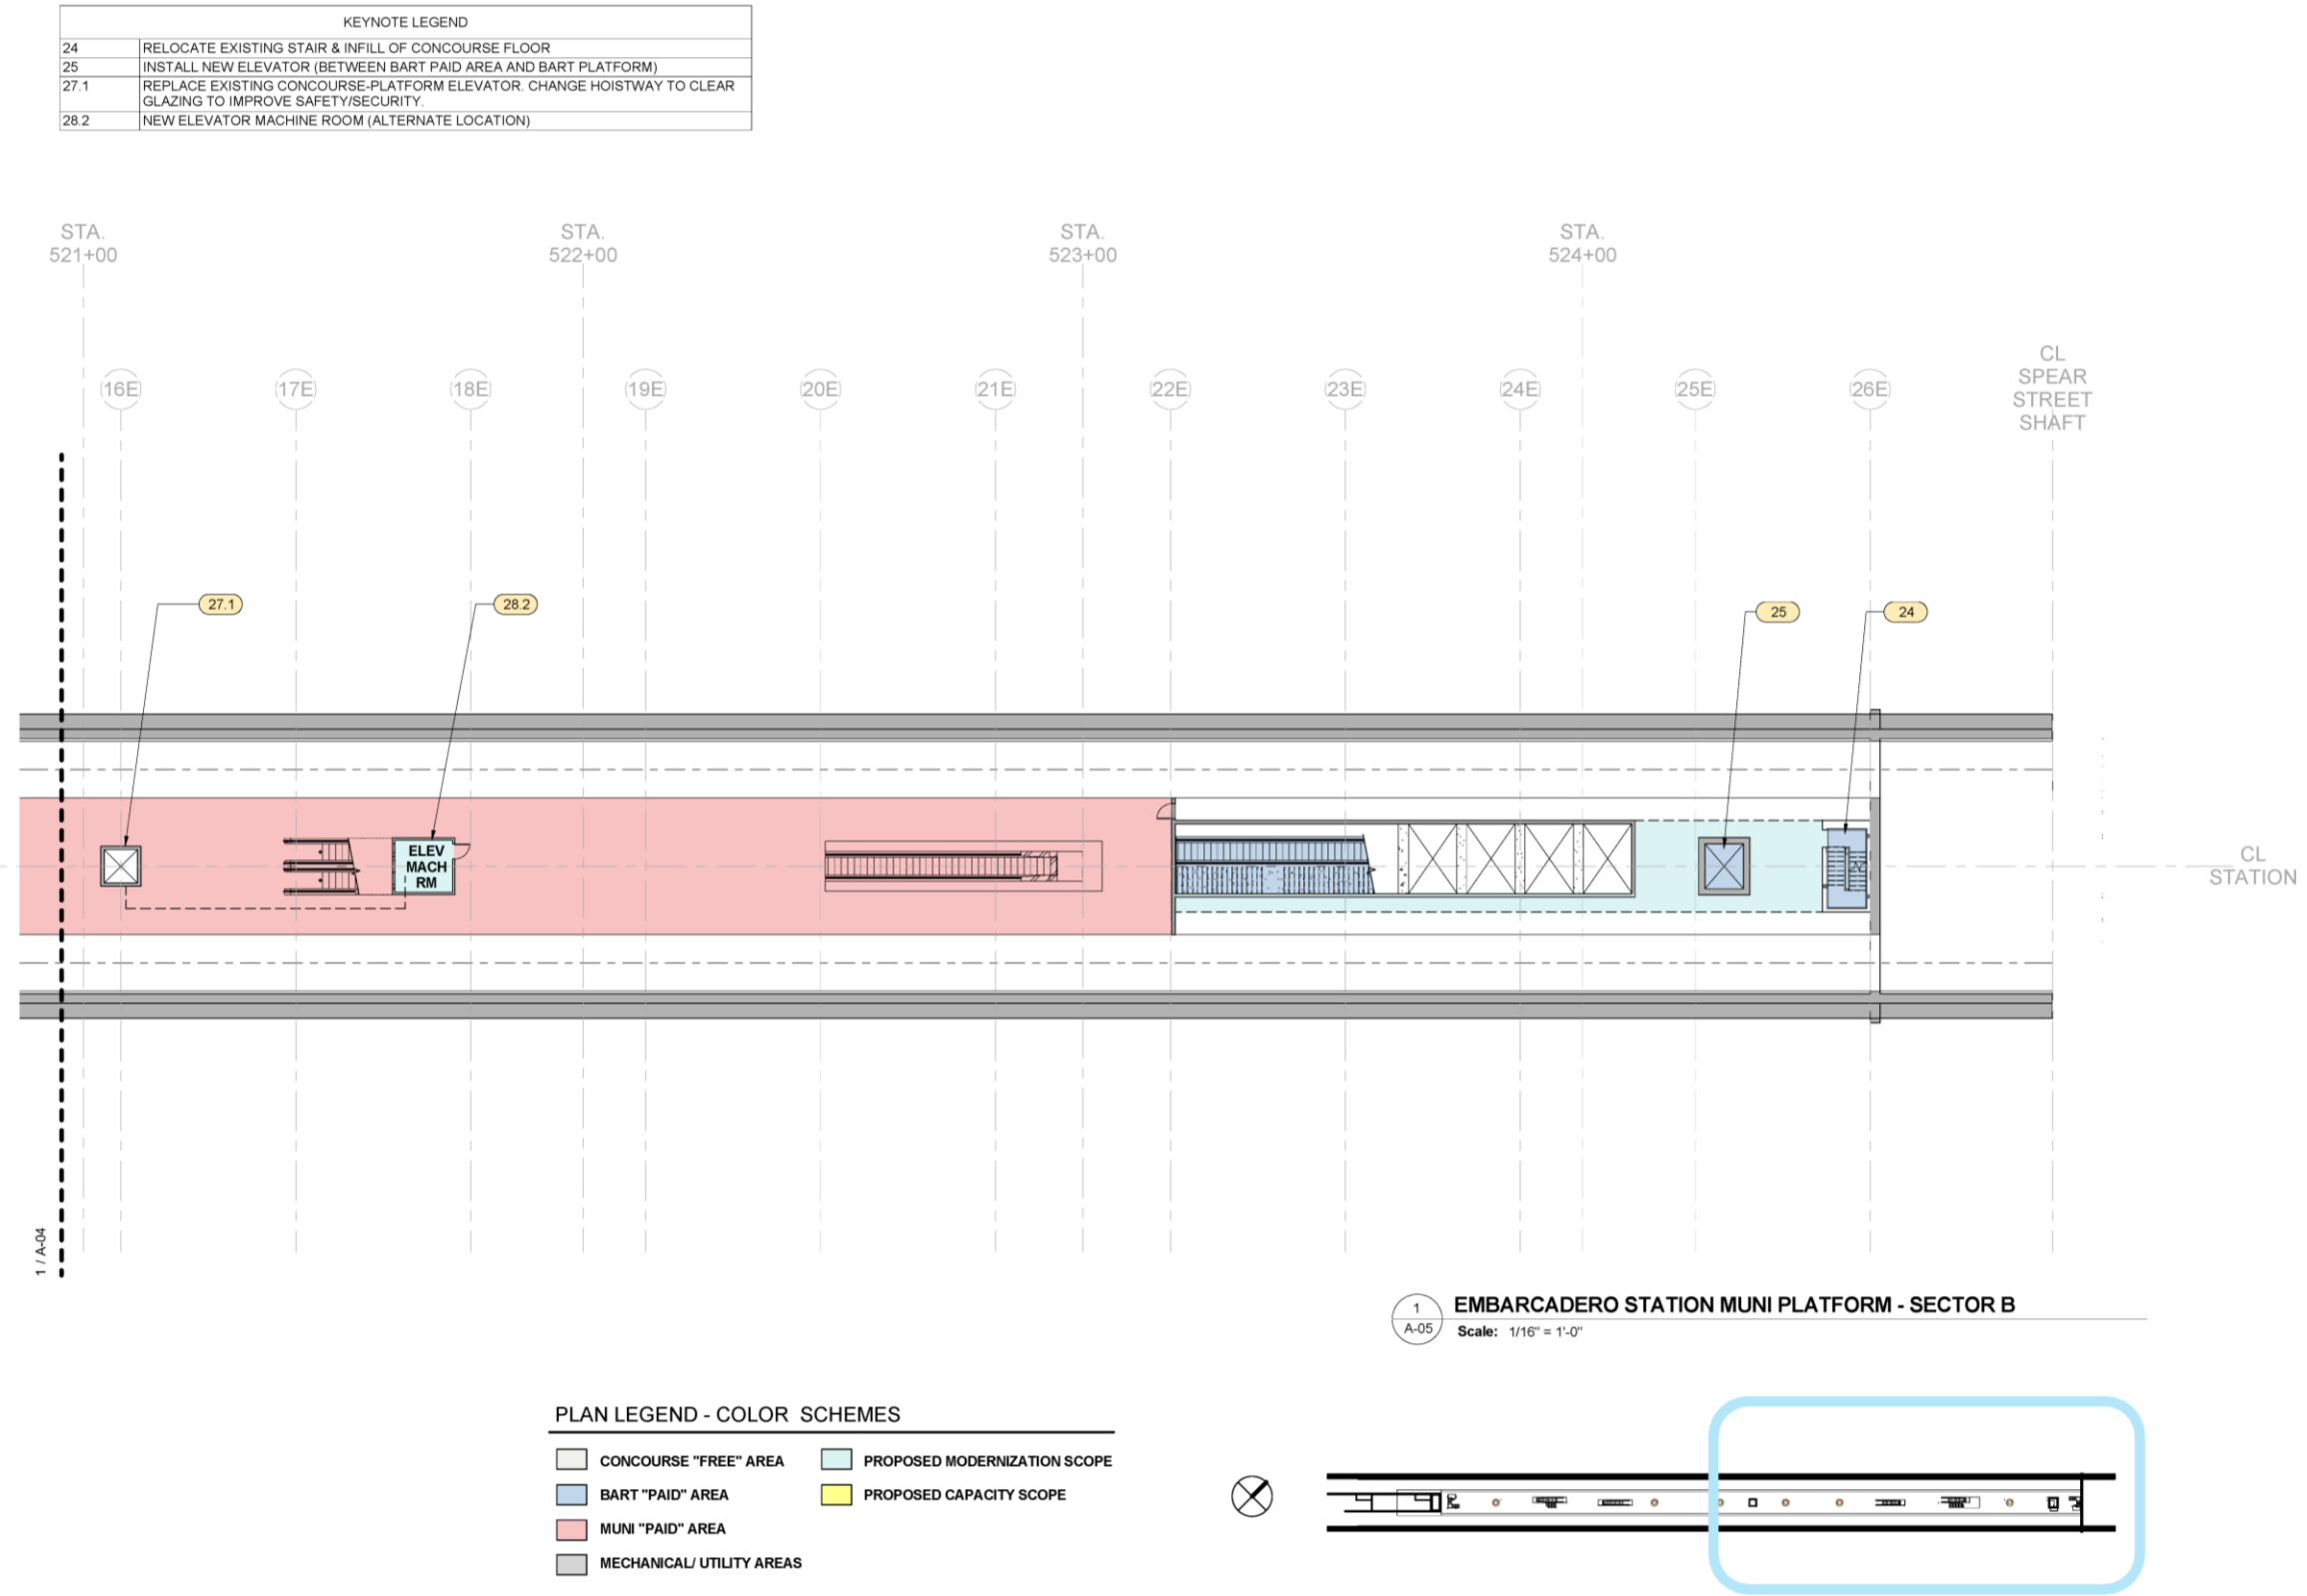 KEYNOTE LEGEND
24 RELOCATE EXISTING STAIR & INFILL OF CONCOURSE FLOOR
25 INSTALL NEW ELEVATOR (BETWEEN BART PAID AREA AND BART PLATFORM)
27.1 REPLACE EXISTING CONCOURSE-PLATFORM ELEVATOR. CHANGE HOISTWAY TO CLEAR
GLAZING TO IMPROVE SAFETY/SECURITY.
28.2 NEW ELEVATOR MACHINE ROOM (ALTERNATE LOCATION)
STA.
521+00
STA.
522+00
STA.
523+00
STA.
524+00
16E
17E
18E
19E
20E
21E
22E
23E
24E
25E
26E
CL
SPEAR
STREET
SHAFT
27.1
28.2
25
24
ELEV
MACH
RM
CL
STATION
1 / A-04
1
A-05
EMBARCADERO STATION MUNI PLATFORM - SECTOR B
Scale: 1/16" = 1'-0"
PLAN LEGEND - COLOR SCHEMES
CONCOURSE "FREE" AREA
BART "PAID" AREA
MUNI "PAID" AREA
MECHANICAL/ UTILITY AREAS
PROPOSED MODERNIZATION SCOPE
PROPOSED CAPACITY SCOPE